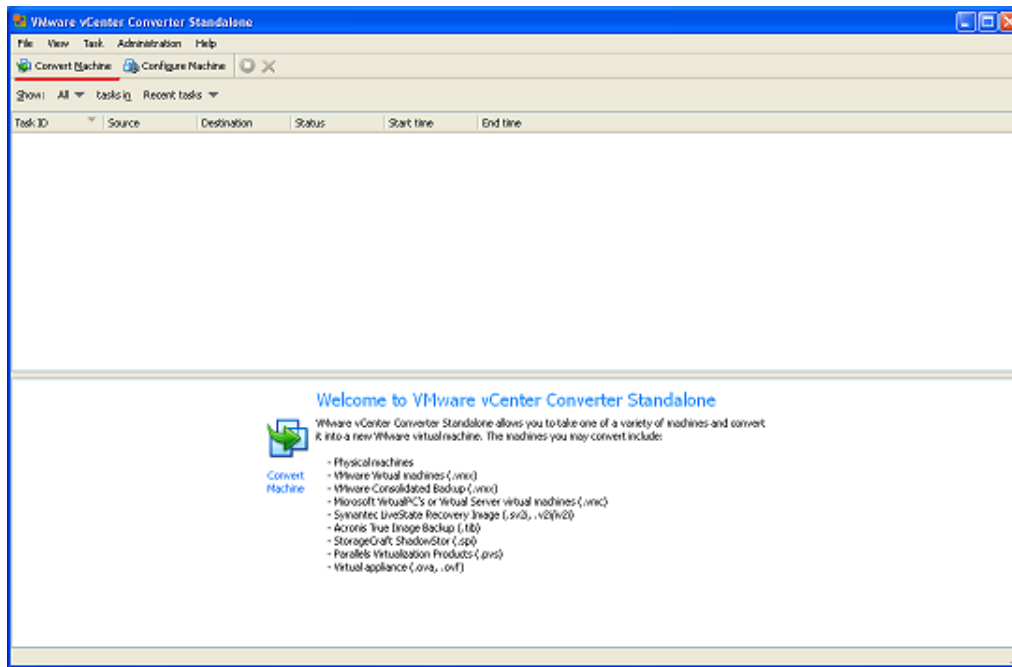 VMware vCenter Converter Standalone
File View Task Administration Help
Convert Machine Configure Machine
Show: All tasks in Recent tasks
Task ID Source Destination Status Start time End time
Welcome to VMware vCenter Converter Standalone
VMware vCenter Converter Standalone allows you to take one of a variety of machines and convert
it into a new VMware virtual machine. The machines you may convert include:
Convert
Machine
- Physical machines
- VMware Virtual machines (.vmx)
- VMware Consolidated Backup (.vmx)
- Microsoft VirtualPC's or Virtual Server virtual machines (.vmc)
- Symantec LiveState Recovery Image (.sv2i, .v2i/iv2i)
- Acronis True Image Backup (.tib)
- StorageCraft ShadowStor (.spi)
- Parallels Virtualization Products (.pvs)
- Virtual appliance (.ova, .ovf)